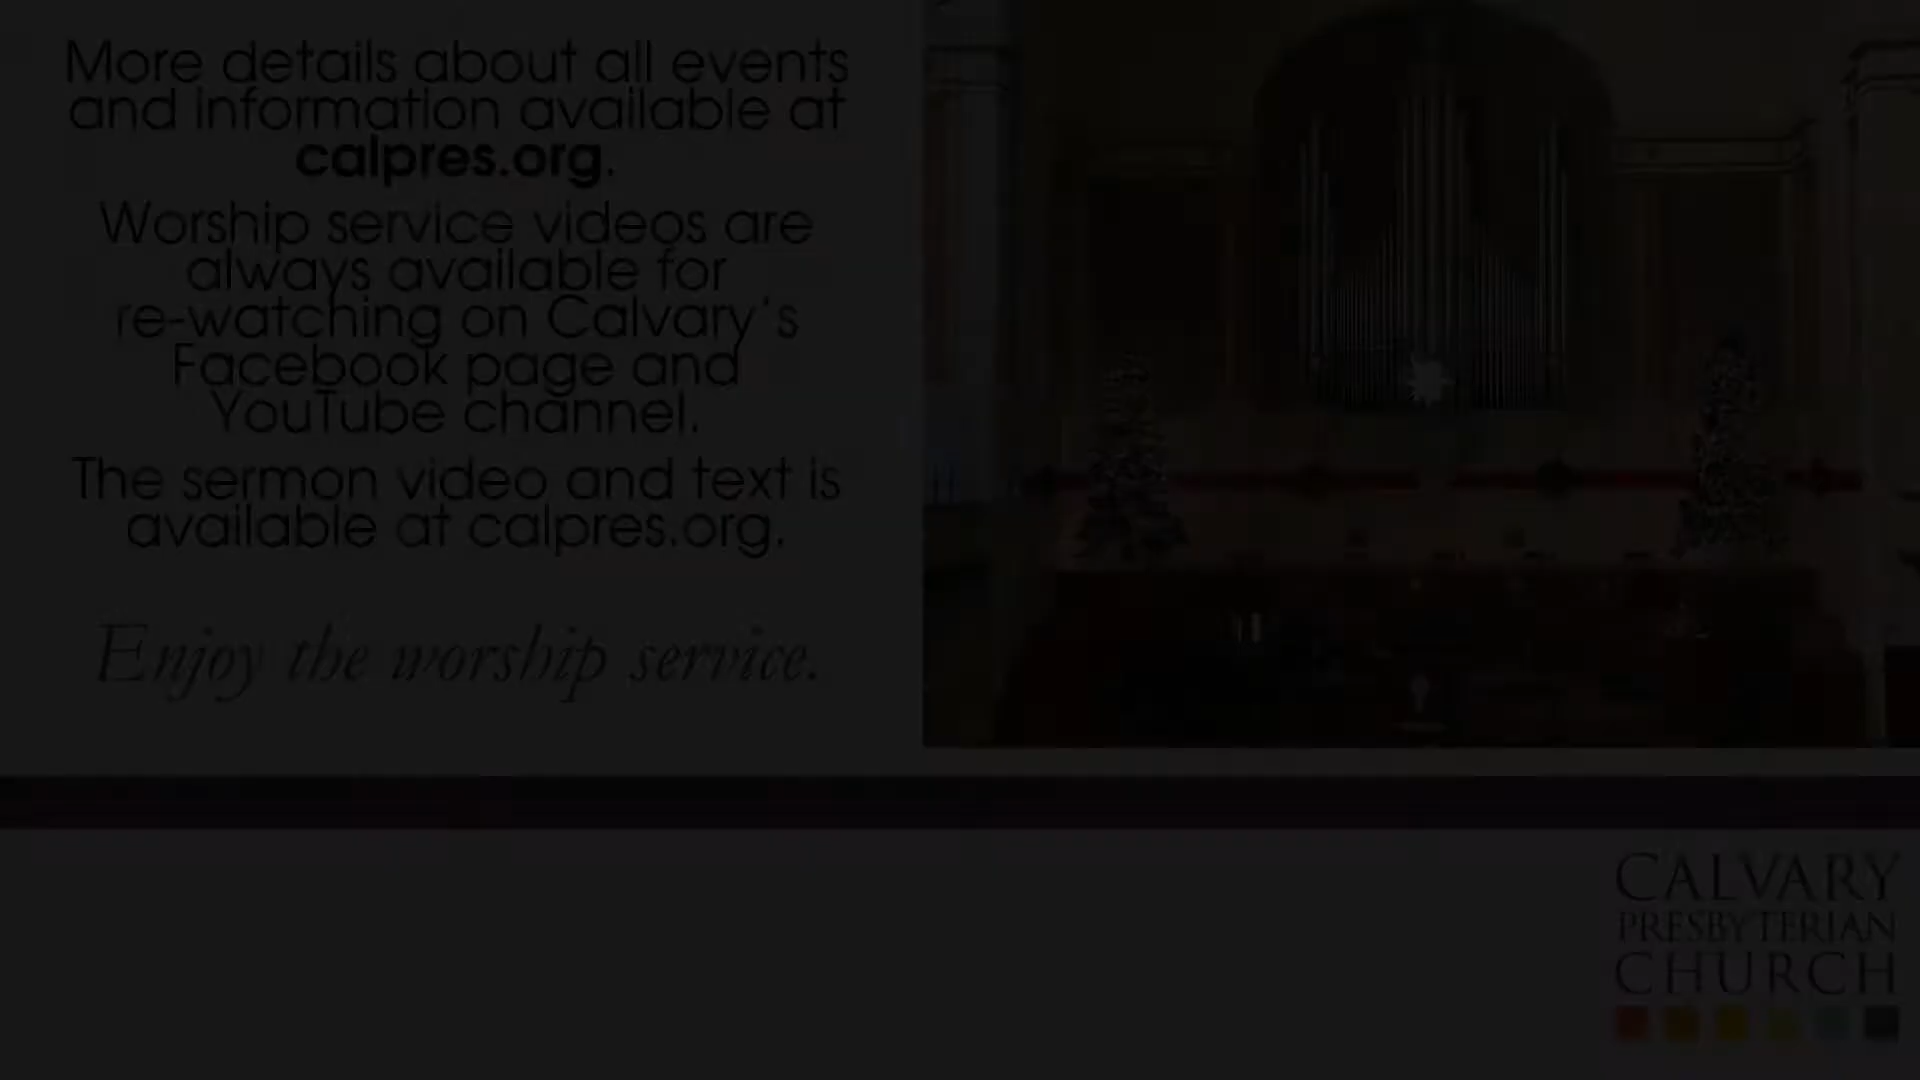 More details about all events
and information available at
calpres.org.
Worship service videos are
always available for
re-watching on Calvary's
Facebook page and
YouTube channel.
The sermon video and text is
available at calpres.org.
Enjoy the worship service.
CALVARY
PRESBYTERIAN
CHURCH